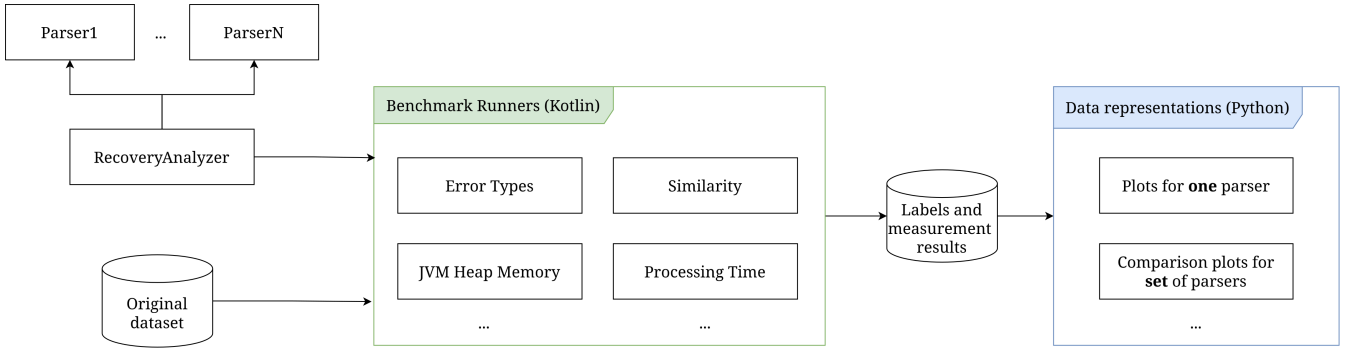 Parser1
...
ParserN
RecoveryAnalyzer
Original
dataset
Benchmark Runners (Kotlin)
Error Types
Similarity
JVM Heap Memory
Processing Time
...
...
Labels and
measurement
results
Data representations (Python)
Plots for one parser
Comparison plots for
set of parsers
...